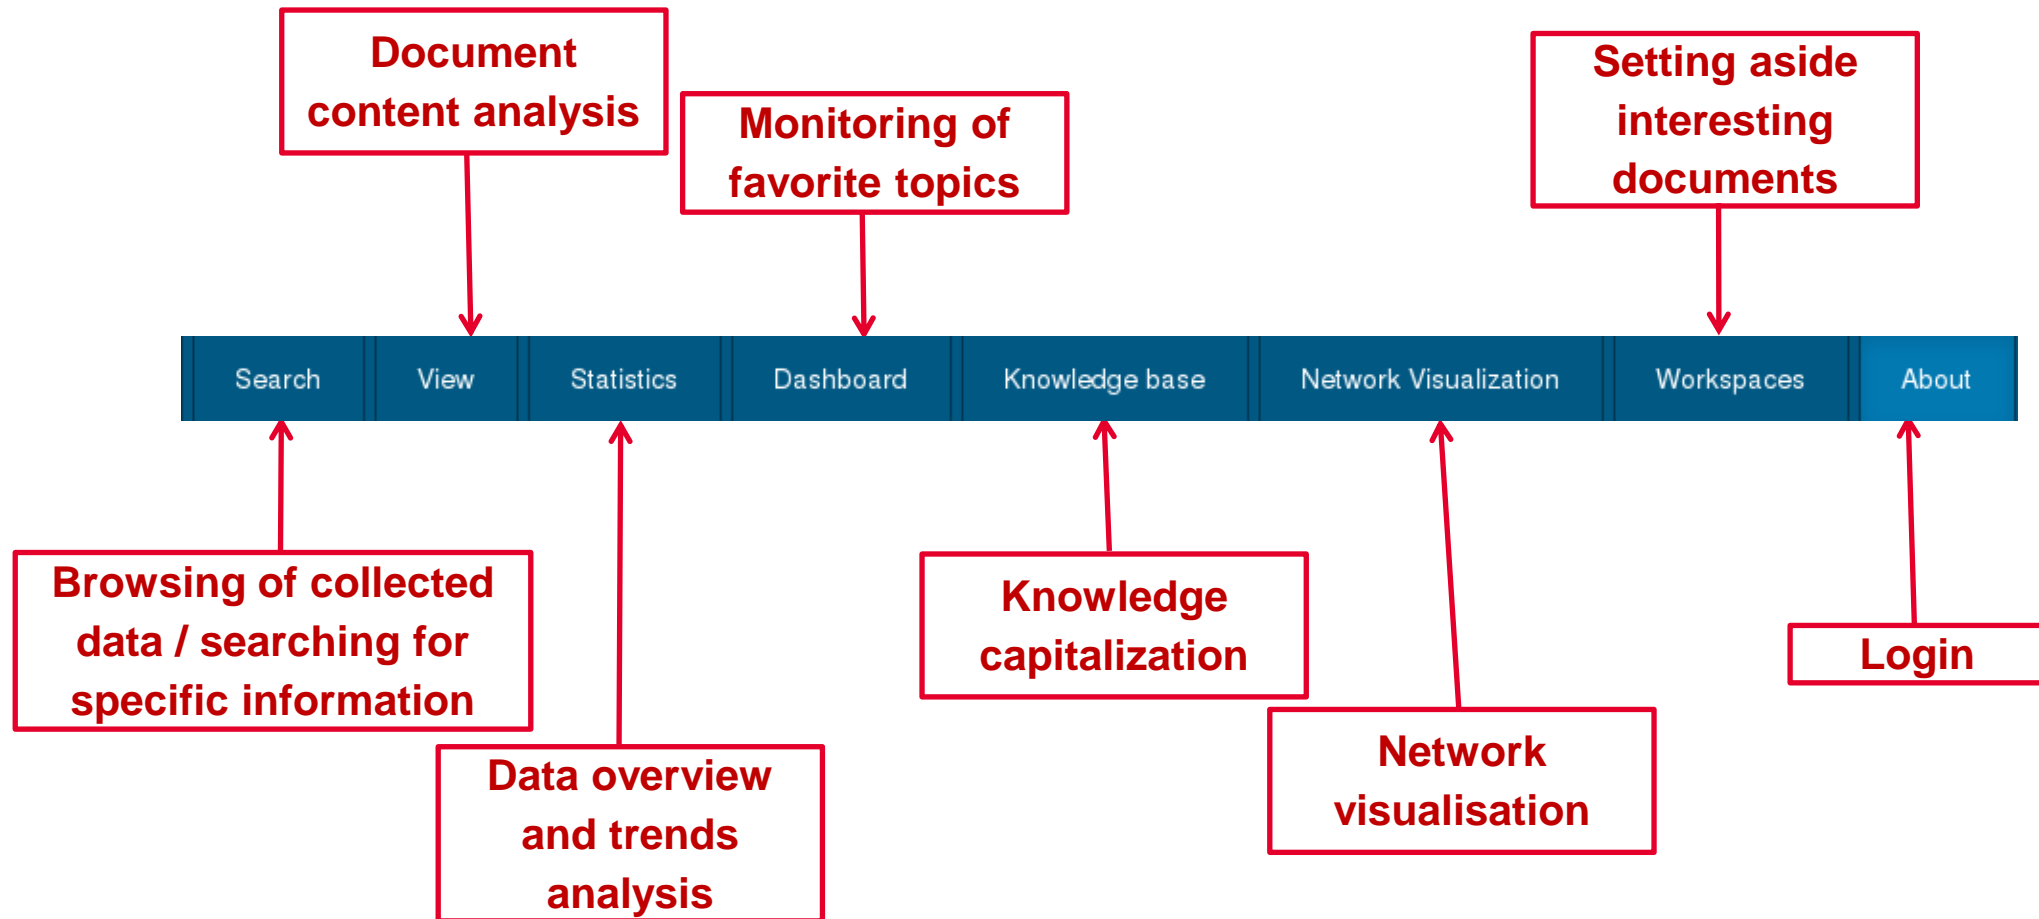 Document
content analysis
Monitoring of
favorite topics
Setting aside
interesting
documents
Search View Statistics Dashboard Knowledge base Network Visualization Workspaces About
Browsing of collected
data / searching for
specific information
Data overview
and trends
analysis
Knowledge
capitalization
Network
visualisation
Login